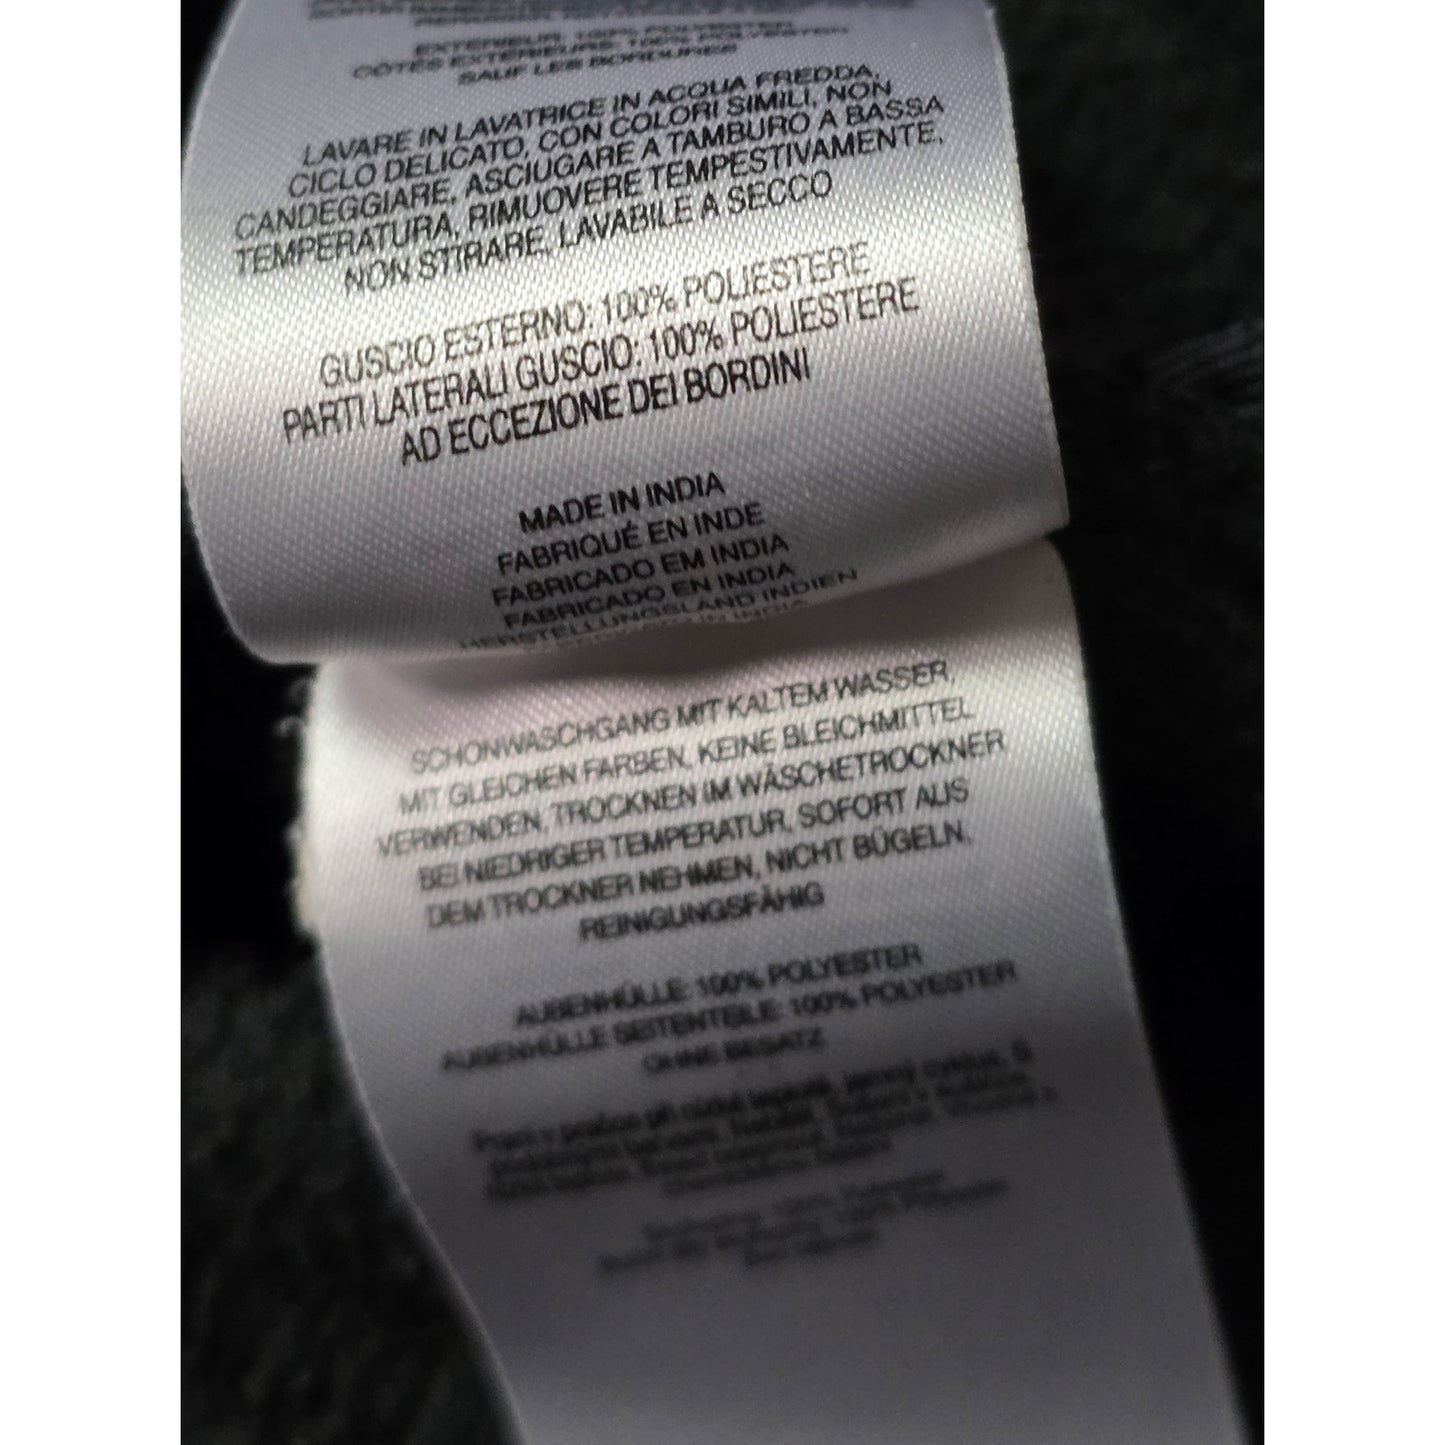 EXTÉRIEUR: 100% POLYESTER
CÔTÉS EXTÉRIEURS: 100% POLYESTER
SAUF LES BORDURES
LAVARE IN LAVATRICE IN ACQUA FREDDA,
CICLO DELICATO, CON COLORI SIMILI, NON
CANDEGGIARE, ASCIUGARE A TAMBURO A BASSA
TEMPERATURA, RIMUOVERE TEMPESTIVAMENTE,
NON STIRARE, LAVABILE A SECCO
GUSCIO ESTERNO: 100% POLIESTERE
PARTI LATERALI GUSCIO: 100% POLIESTERE
AD ECCEZIONE DEI BORDINI
MADE IN INDIA
FABRIQUÉ EN INDE
FABRICADO EM INDIA
FABRICADO EN INDIA
HERSTELLUNGSLAND INDIEN
IN INDIA
SCHONWASCHGANG MIT KALTEM WASSER,
MIT GLEICHEN FARBEN, KEINE BLEICHMITTEL
VERWENDEN, TROCKNEN IM WÄSCHETROCKNER
BEI NIEDRIGER TEMPERATUR, SOFORT AUS
DEM TROCKNER NEHMEN, NICHT BÜGELN,
REINIGUNGSFÄHIG
AUßENHÜLLE: 100% POLYESTER
AUßENHÜLLE SEITENTEILE: 100% POLYESTER
OHNE BESATZ